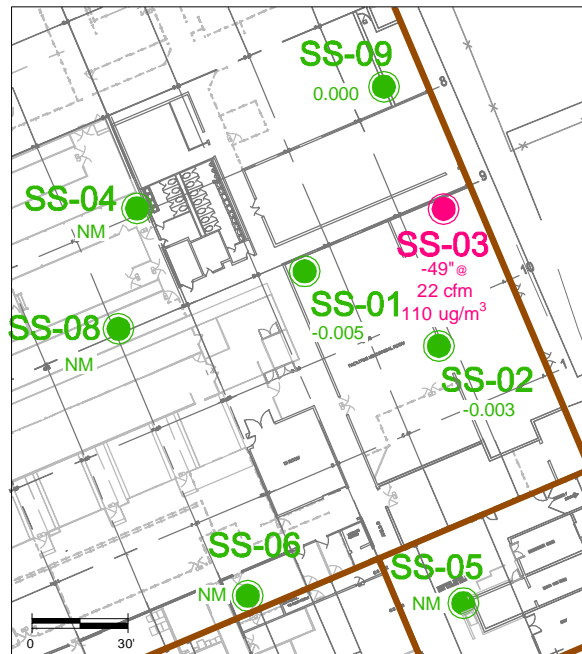 SS-09
0.000
8
SS-04
NM
9
SS-03
-49" @
22 cfm
110 ug/m³
10
SS-01
-0.005
SS-08
NM
SS-02
-0.003
1
SS-06
NM
SS-05
NM
0 30'